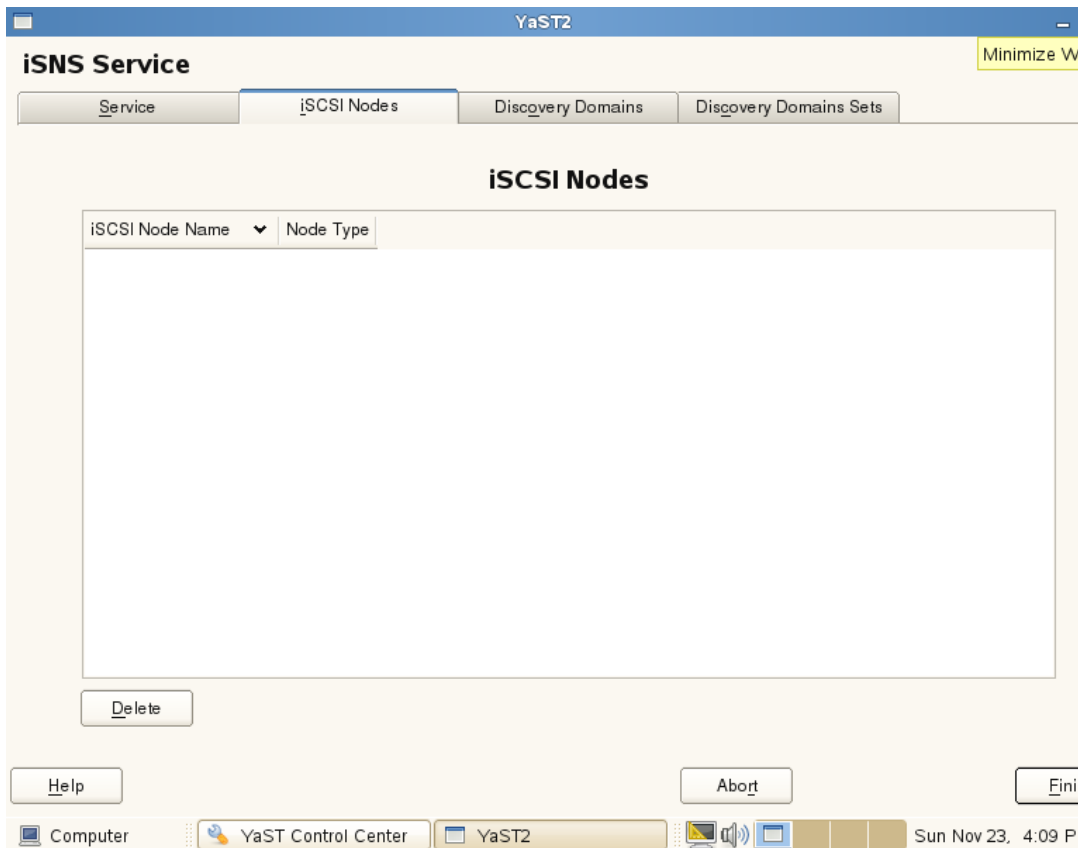 YaST2
iSNS Service
Minimize W
Service
iSCSI Nodes
Discovery Domains
Discovery Domains Sets
iSCSI Nodes
iSCSI Node Name
Node Type
Delete
Help
Abort
Fini
Computer
YaST Control Center
YaST2
Sun Nov 23, 4:09 P